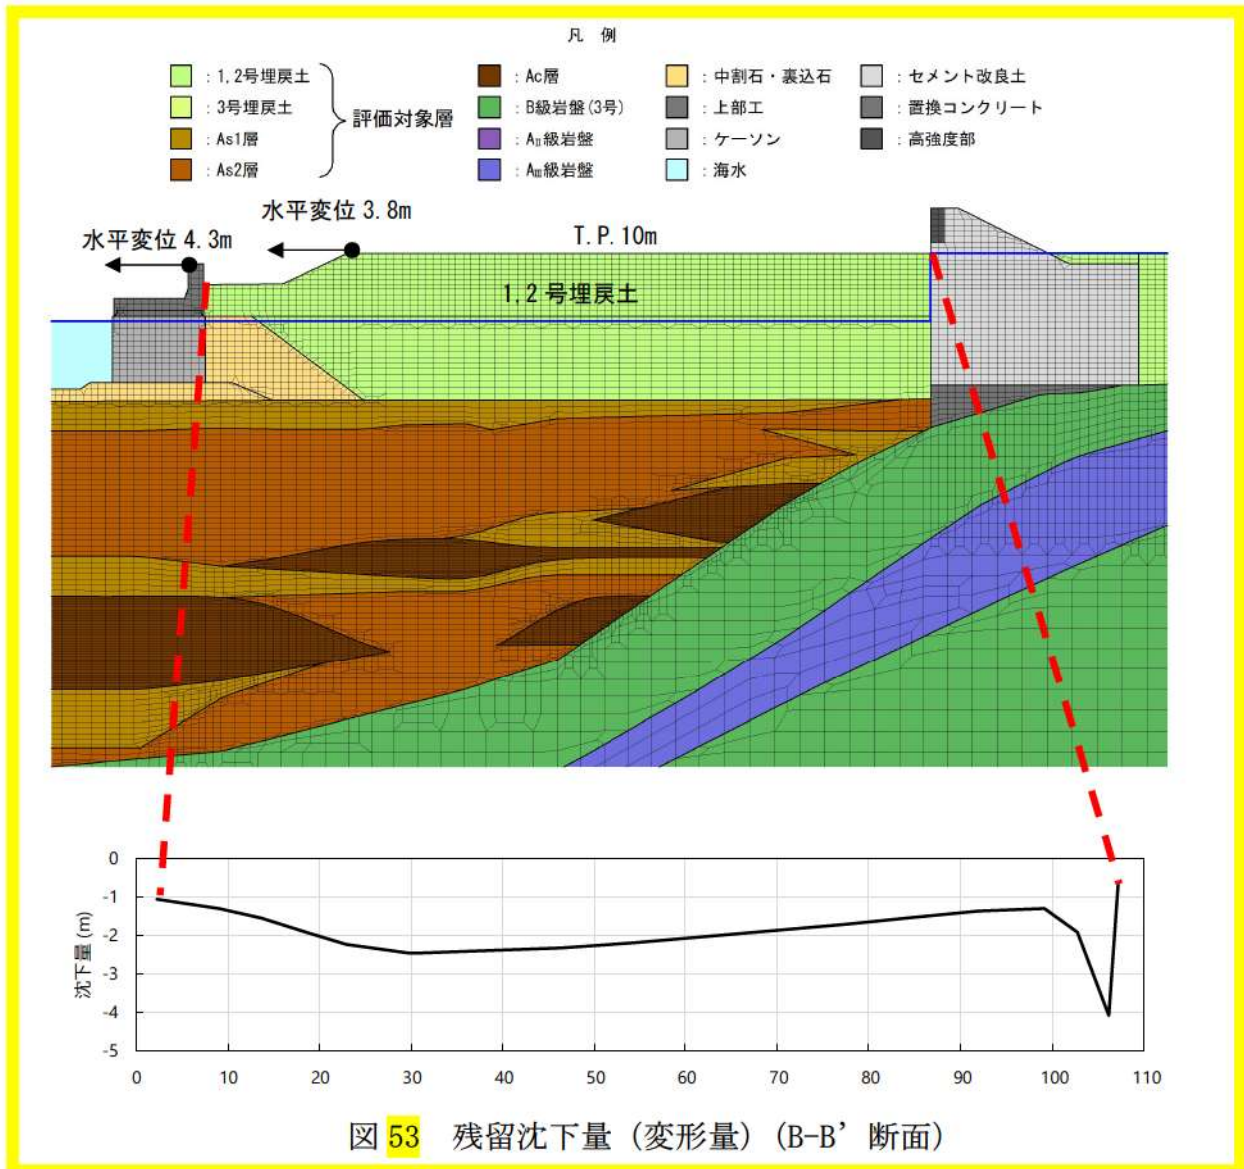 凡 例
: 1,2号埋戻土
: 3号埋戻土
: As1層
: As2層
評価対象層
: Ac層
: B級岩盤(3号)
: AⅡ級岩盤
: AⅢ級岩盤
: 中割石・裏込石
: 上部工
: ケーソン
: 海水
: セメント改良土
: 置換コンクリート
: 高強度部
水平変位 3.8m
水平変位 4.3m
T.P.10m
1,2 号埋戻土
0
-1
-2
-3
-4
-5
沈下量 (m)
0 10 20 30 40 50 60 70 80 90 100 110
図 53 残留沈下量（変形量）(B-B’ 断面)